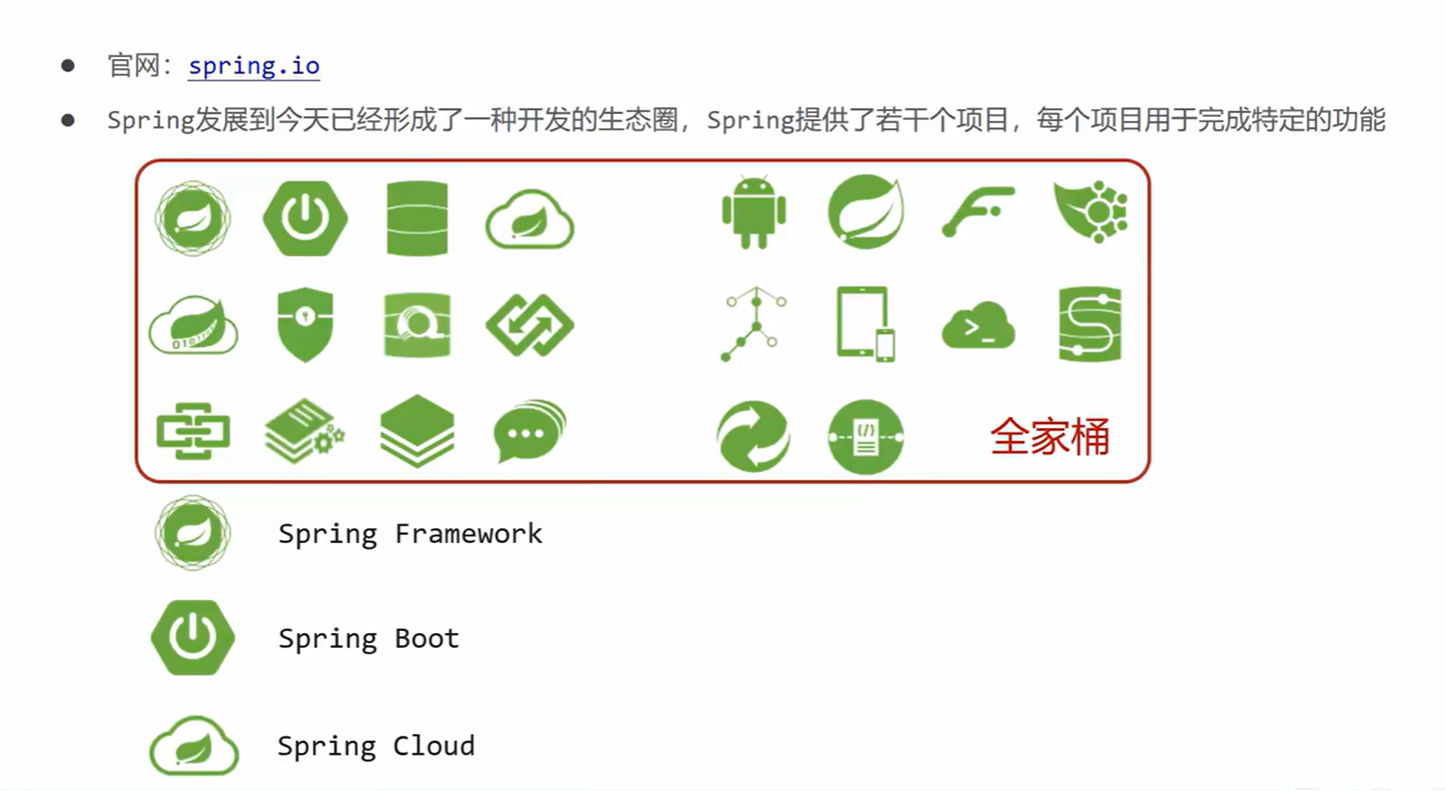 官网：spring.io
Spring发展到今天已经形成了一种开发的生态圈，Spring提供了若干个项目，每个项目用于完成特定的功能
010110
全家桶
Spring Framework
Spring Boot
Spring Cloud